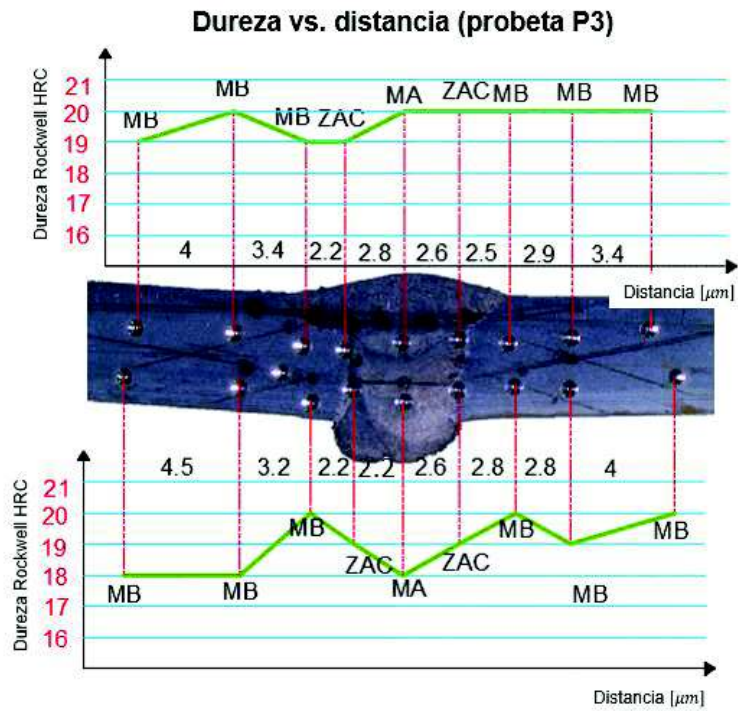 Dureza vs. distancia (probeta P3)
Dureza Rockwell HRC
21
20
19
18
17
16
MB
MB
MB
ZAC
MA
ZAC
MB
MB
MB
4 3.4 2.2 2.8 2.6 2.5 2.9 3.4
Distancia [μm]
4.5 3.2 2.2 2.2 2.6 2.8 2.8 4
Dureza Rockwell HRC
21
20
19
18
17
16
MB
MB
MB
ZAC
MA
ZAC
MB
MB
MB
Distancia [μm]